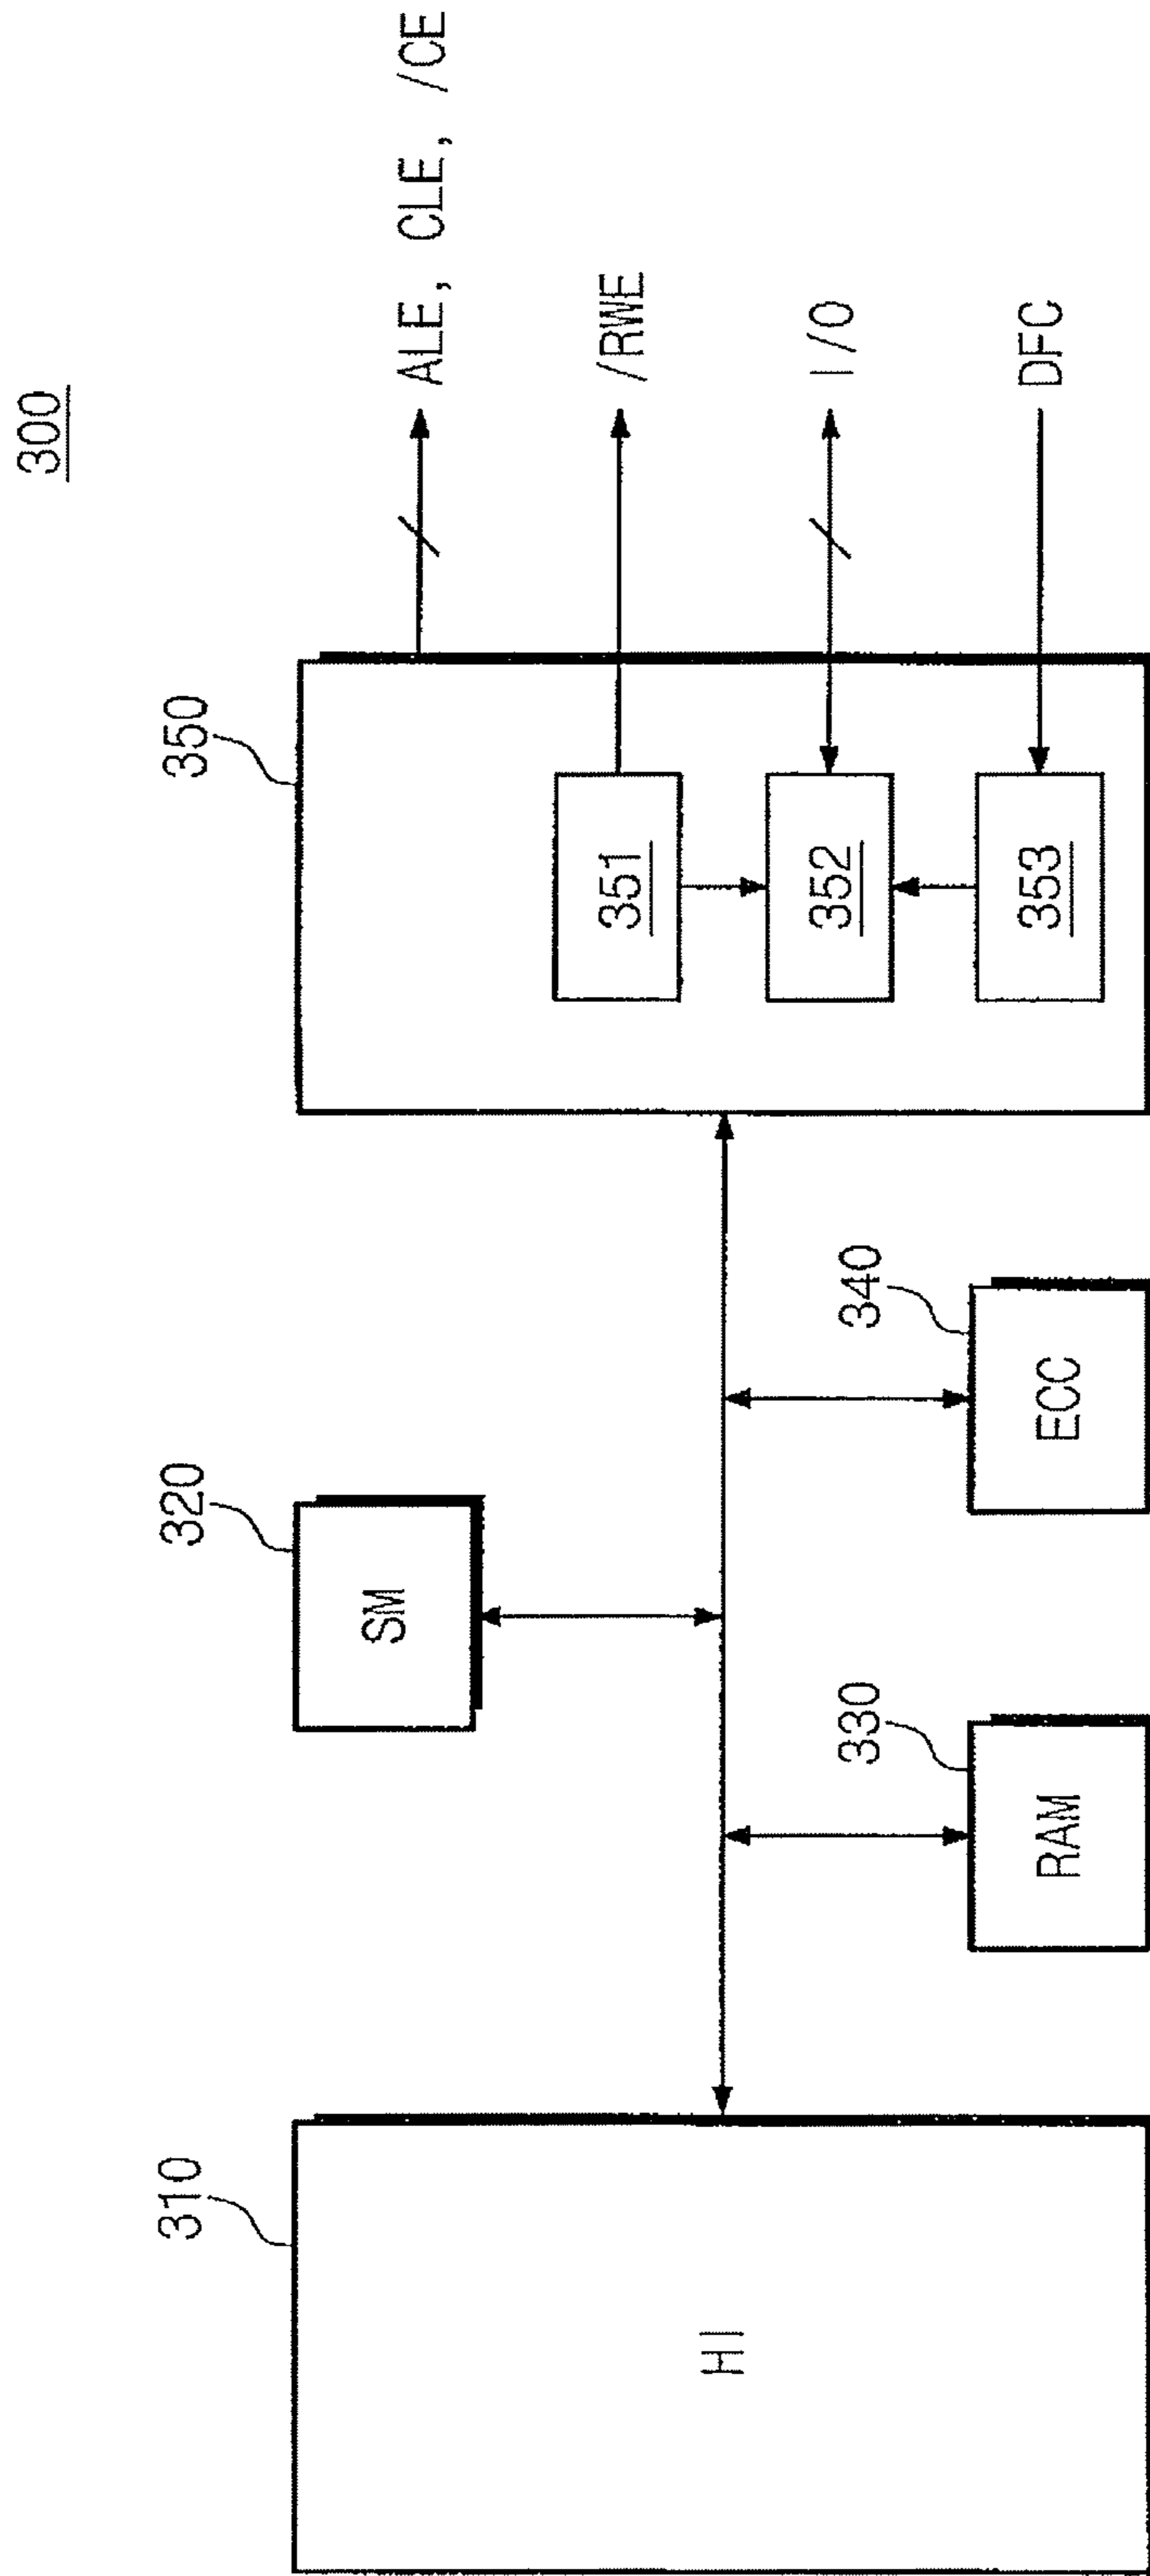 300
310
HI
320
SM
330
RAM
340
ECC
350
351
352
353
ALE, CLE, /CE
/RWE
I/O
DFC